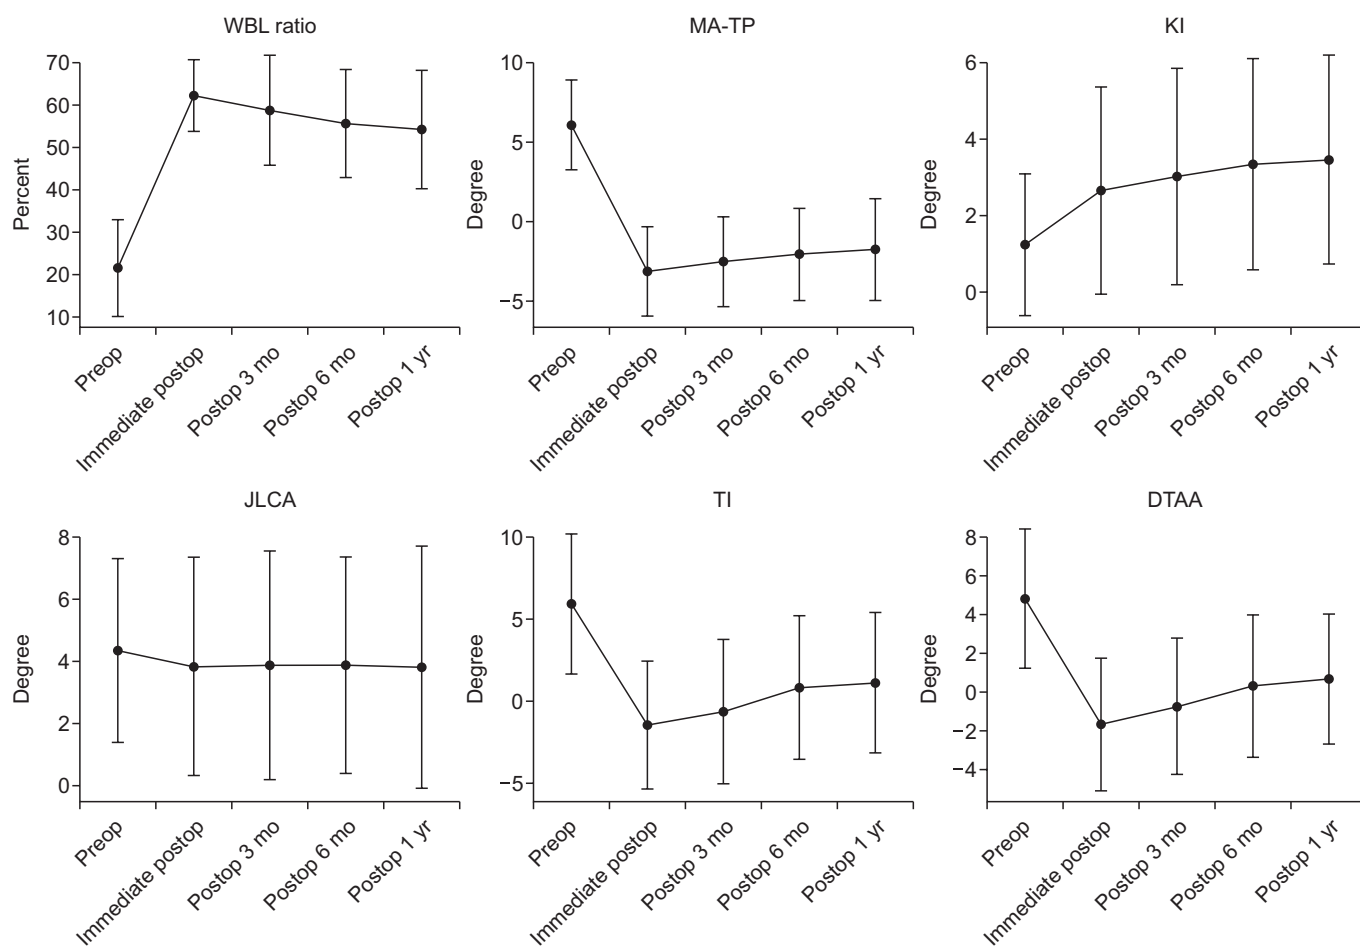 WBL ratio
Percent
70
60
50
40
30
20
10
Preop
Immediate postop
Postop 3 mo
Postop 6 mo
Postop 1 yr
MA-TP
Degree
10
5
0
−5
Preop
Immediate postop
Postop 3 mo
Postop 6 mo
Postop 1 yr
KI
Degree
6
4
2
0
Preop
Immediate postop
Postop 3 mo
Postop 6 mo
Postop 1 yr
JLCA
Degree
8
6
4
2
0
Preop
Immediate postop
Postop 3 mo
Postop 6 mo
Postop 1 yr
TI
Degree
10
5
0
−5
Preop
Immediate postop
Postop 3 mo
Postop 6 mo
Postop 1 yr
DTAA
Degree
8
6
4
2
0
−2
−4
Preop
Immediate postop
Postop 3 mo
Postop 6 mo
Postop 1 yr